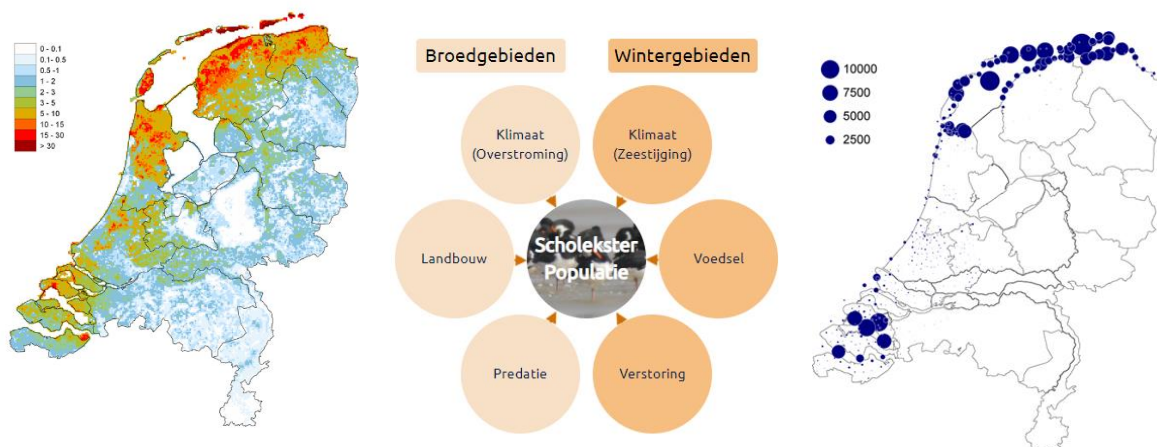 0 - 0.1
0.1- 0.5
0.5 -1
1 - 2
2 - 3
3 - 5
5 - 10
10 - 15
15 - 30
> 30
Broedgebieden
Wintergebieden
Klimaat
(Overstroming)
Klimaat
(Zeestijging)
Landbouw
Scholekster
Populatie
Voedsel
Predatie
Verstoring
10000
7500
5000
2500